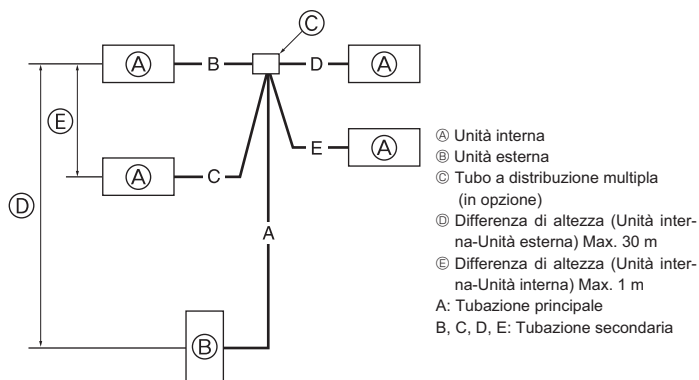 Ⓒ
Ⓐ B D Ⓐ
Ⓔ
Ⓐ C E Ⓐ
Ⓓ
A
Ⓑ
Ⓐ Unità interna
Ⓑ Unità esterna
Ⓒ Tubo a distribuzione multipla
(in opzione)
Ⓓ Differenza di altezza (Unità inter-
na-Unità esterna) Max. 30 m
Ⓔ Differenza di altezza (Unità inter-
na-Unità interna) Max. 1 m
A: Tubazione principale
B, C, D, E: Tubazione secondaria